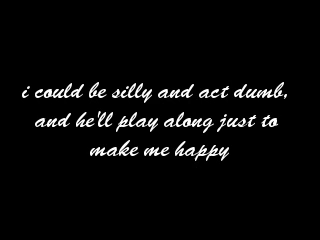 i could be silly and act dumb,
and he'll play along just to
make me happy